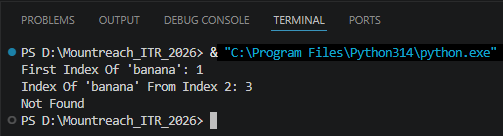 PROBLEMS OUTPUT DEBUG CONSOLE TERMINAL PORTS
PS D:\Mountreach_ITR_2026> & "C:\Program Files\Python314\python.exe"
First Index Of 'banana': 1
Index Of 'banana' From Index 2: 3
Not Found
PS D:\Mountreach_ITR_2026>